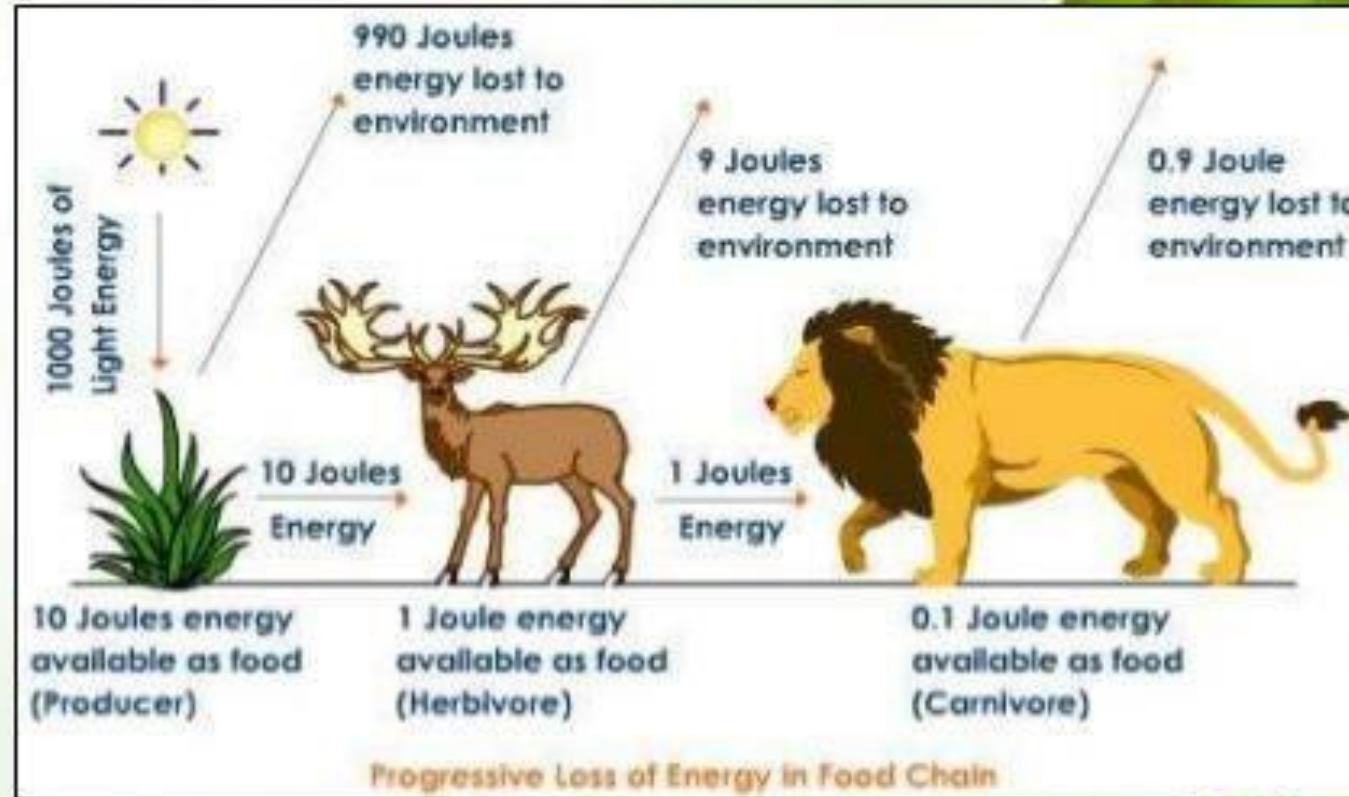 990 Joules
energy lost to
environment
9 Joules
energy lost to
environment
0.9 Joule
energy lost to
environment
1000 Joules of
Light Energy
10 Joules
Energy
1 Joules
Energy
10 Joules energy
available as food
(Producer)
1 Joule energy
available as food
(Herbivore)
0.1 Joule energy
available as food
(Carnivore)
Progressive Loss of Energy in Food Chain